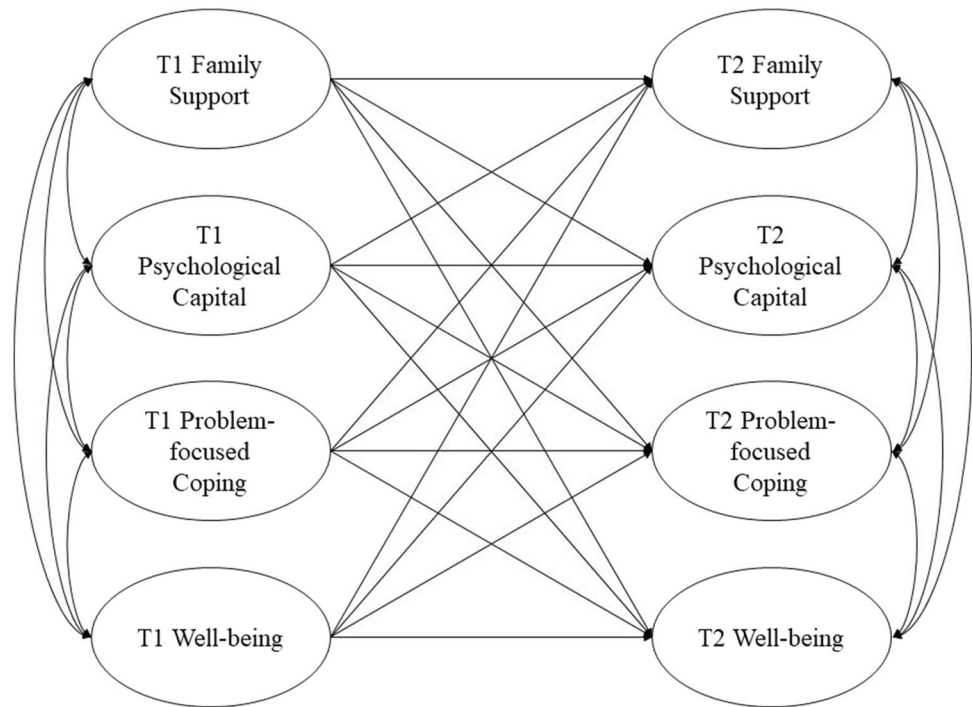 T1 Family
Support
T2 Family
Support
T1
Psychological
Capital
T2
Psychological
Capital
T1 Problem-
focused
Coping
T2 Problem-
focused
Coping
T1 Well-being
T2 Well-being